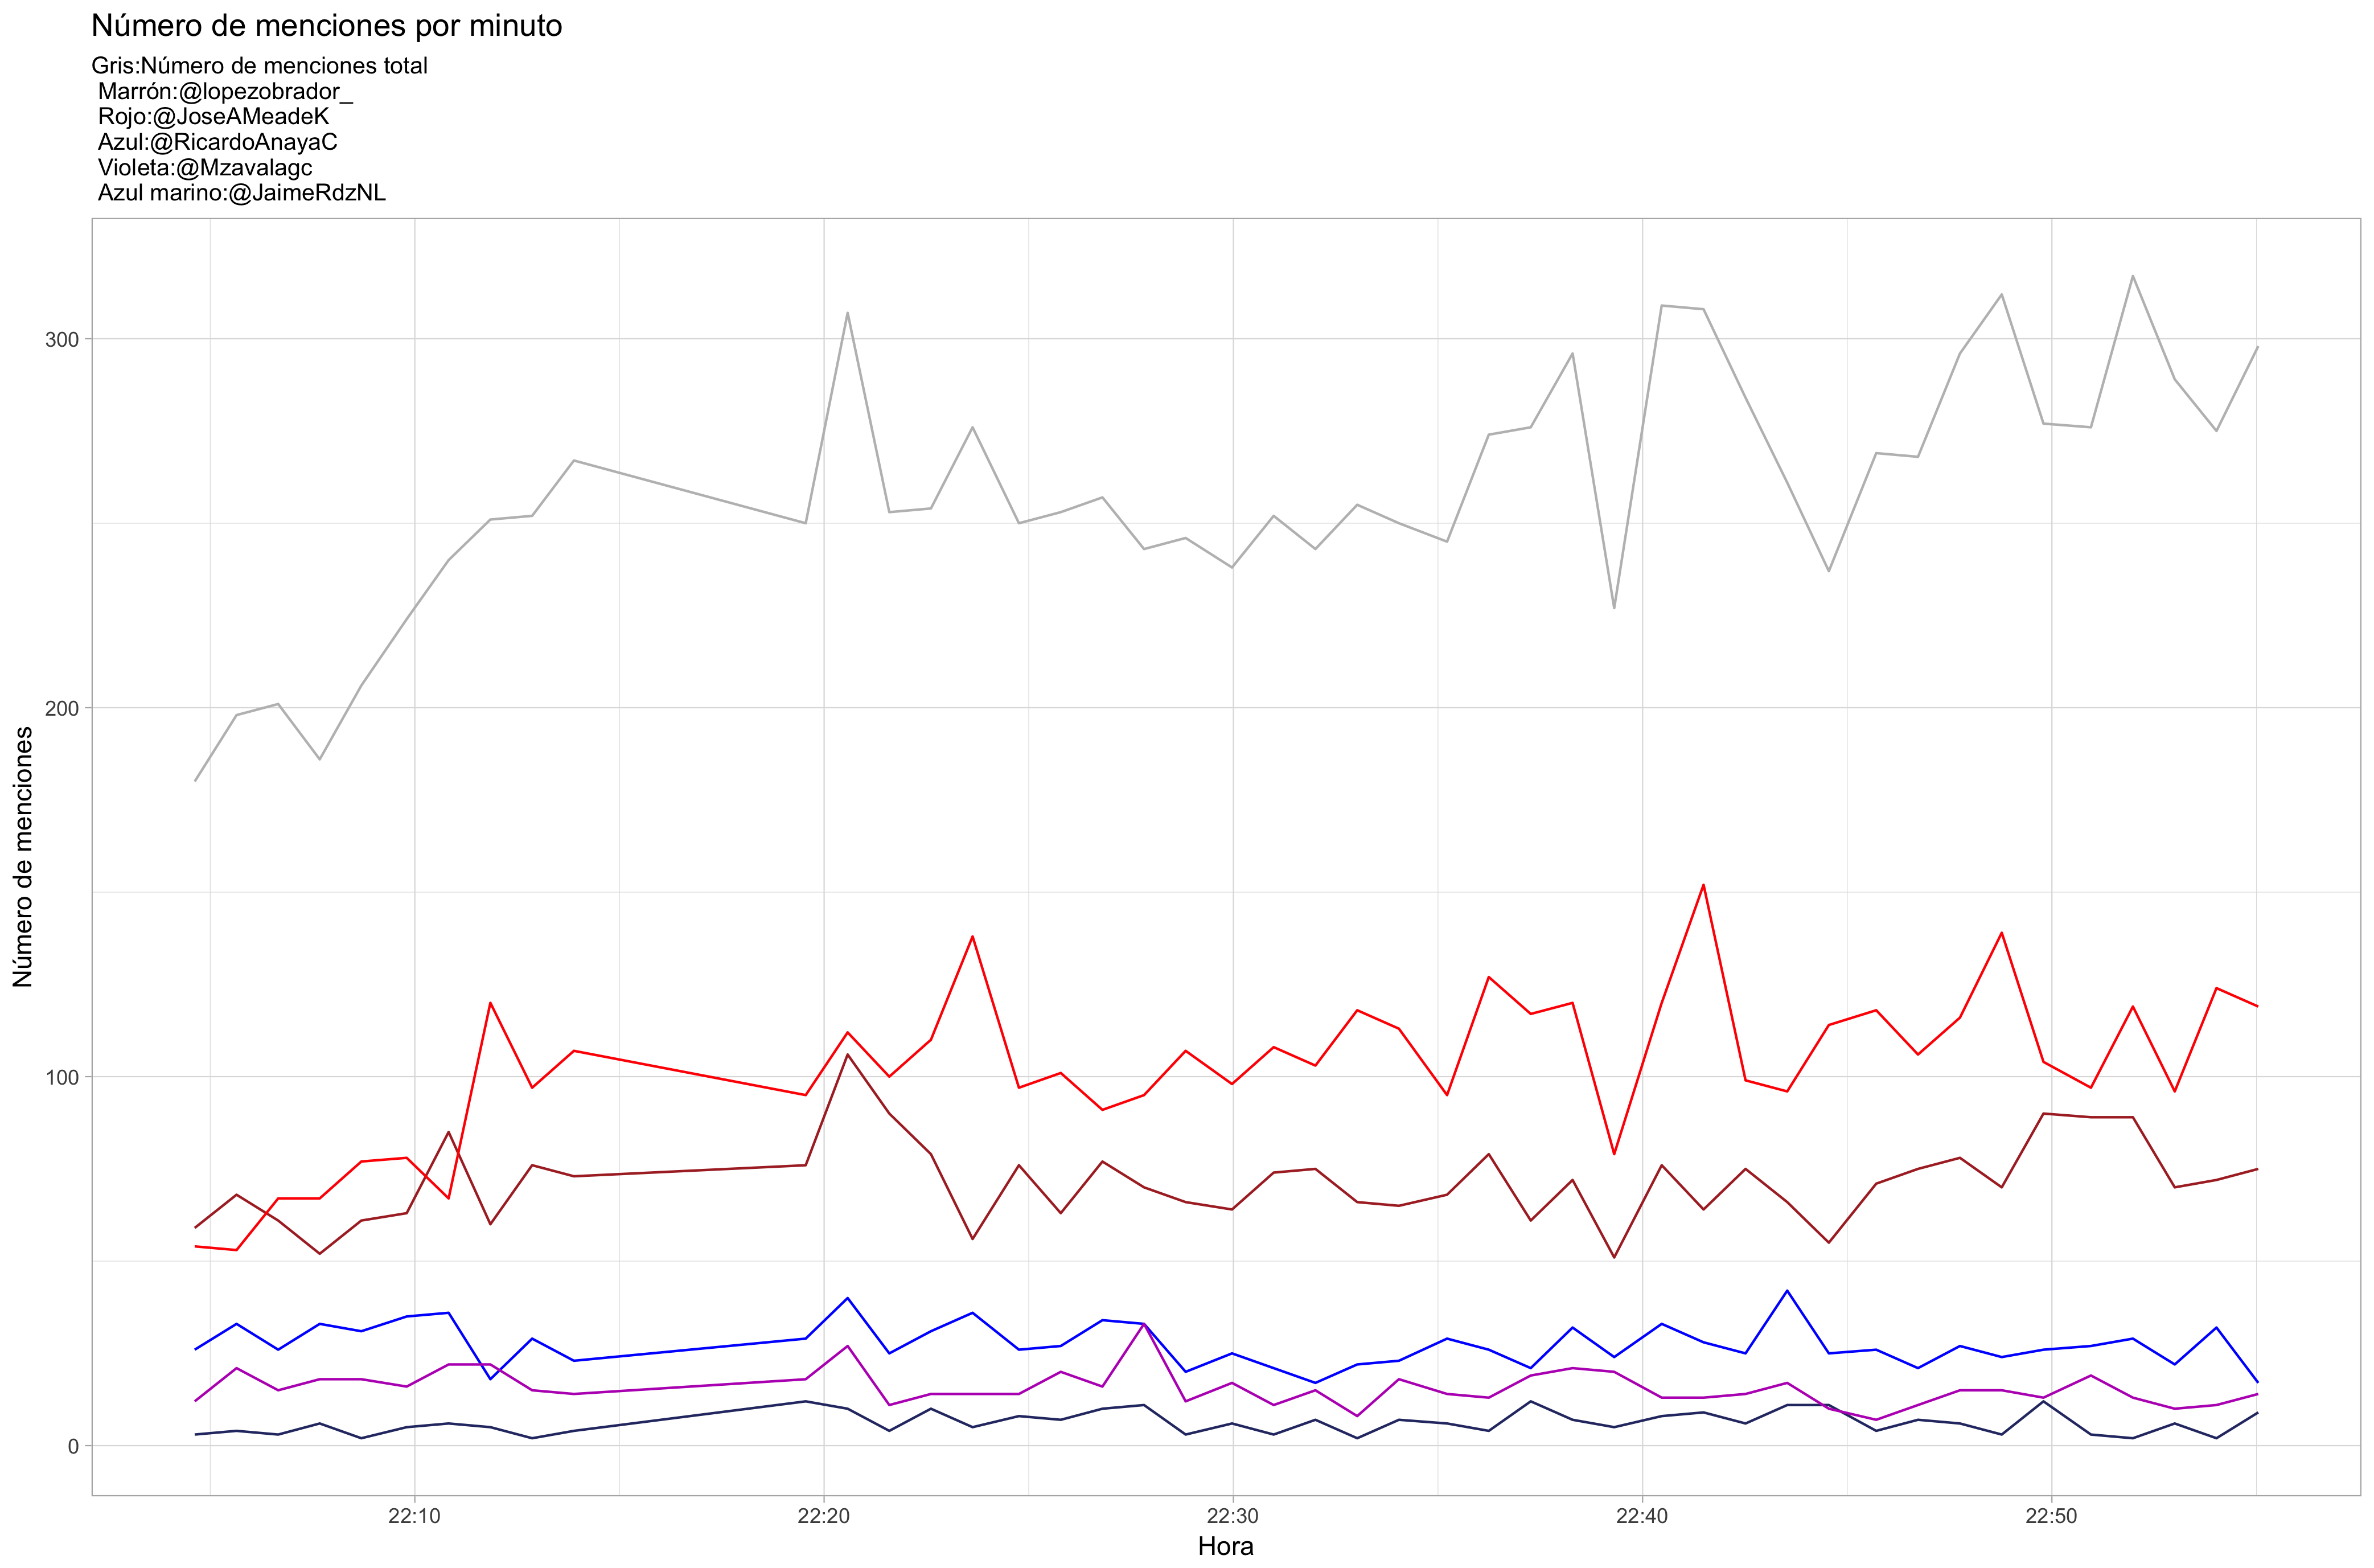 Número de menciones por minuto
Gris:Número de menciones total
Marrón:@lopezobrador_
Rojo:@JoseAMeadeK
Azul:@RicardoAnayaC
Violeta:@Mzavalagc
Azul marino:@JaimeRdzNL
Número de menciones
300
200
100
0
22:10
22:20
22:30
22:40
22:50
Hora